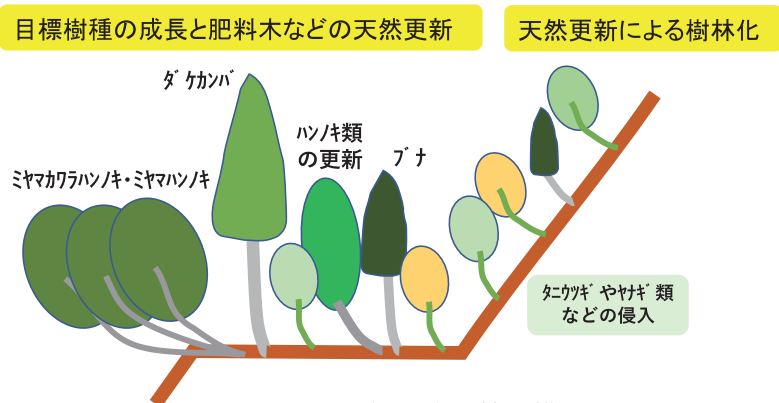 目標樹種の成長と肥料木などの天然更新
天然更新による樹林化
ﾀﾞｹｶﾝﾊﾞ
ﾊﾝﾉｷ類
の更新
ﾌﾞﾅ
ﾐﾔﾏｶﾜﾗﾊﾝﾉｷ・ﾐﾔﾏﾊﾝﾉｷ
ﾀﾆｳﾂｷﾞやﾔﾅｷﾞ類
などの侵入